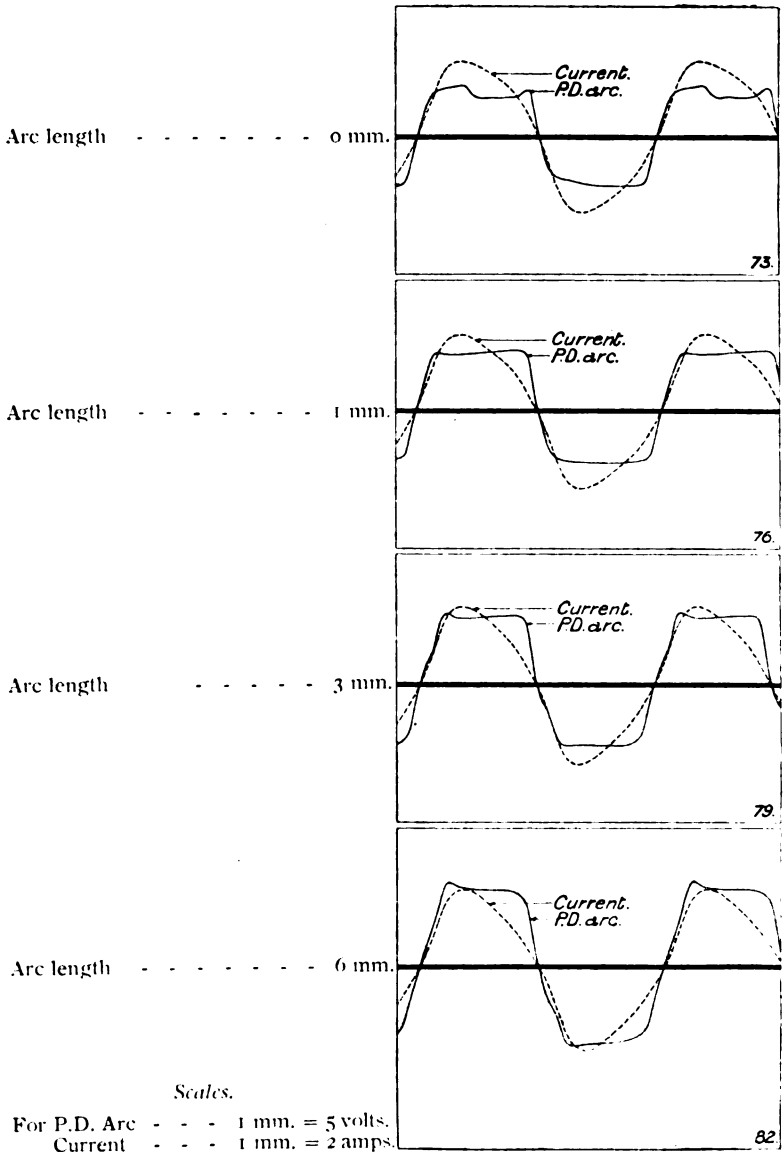 Current.
P.D. arc.
Arc length - - - - - - 0 mm.
73.
Current.
P.D. arc.
Arc length - - - - - - 1 mm.
76.
Current.
P.D. arc.
Arc length - - - - 3 mm.
79.
Current.
P.D. arc.
Arc length - - - - - - 6 mm.
Scales.
For P.D. Arc - - - 1 mm. = 5 volts.
Current - - - 1 mm. = 2 amps.
82.